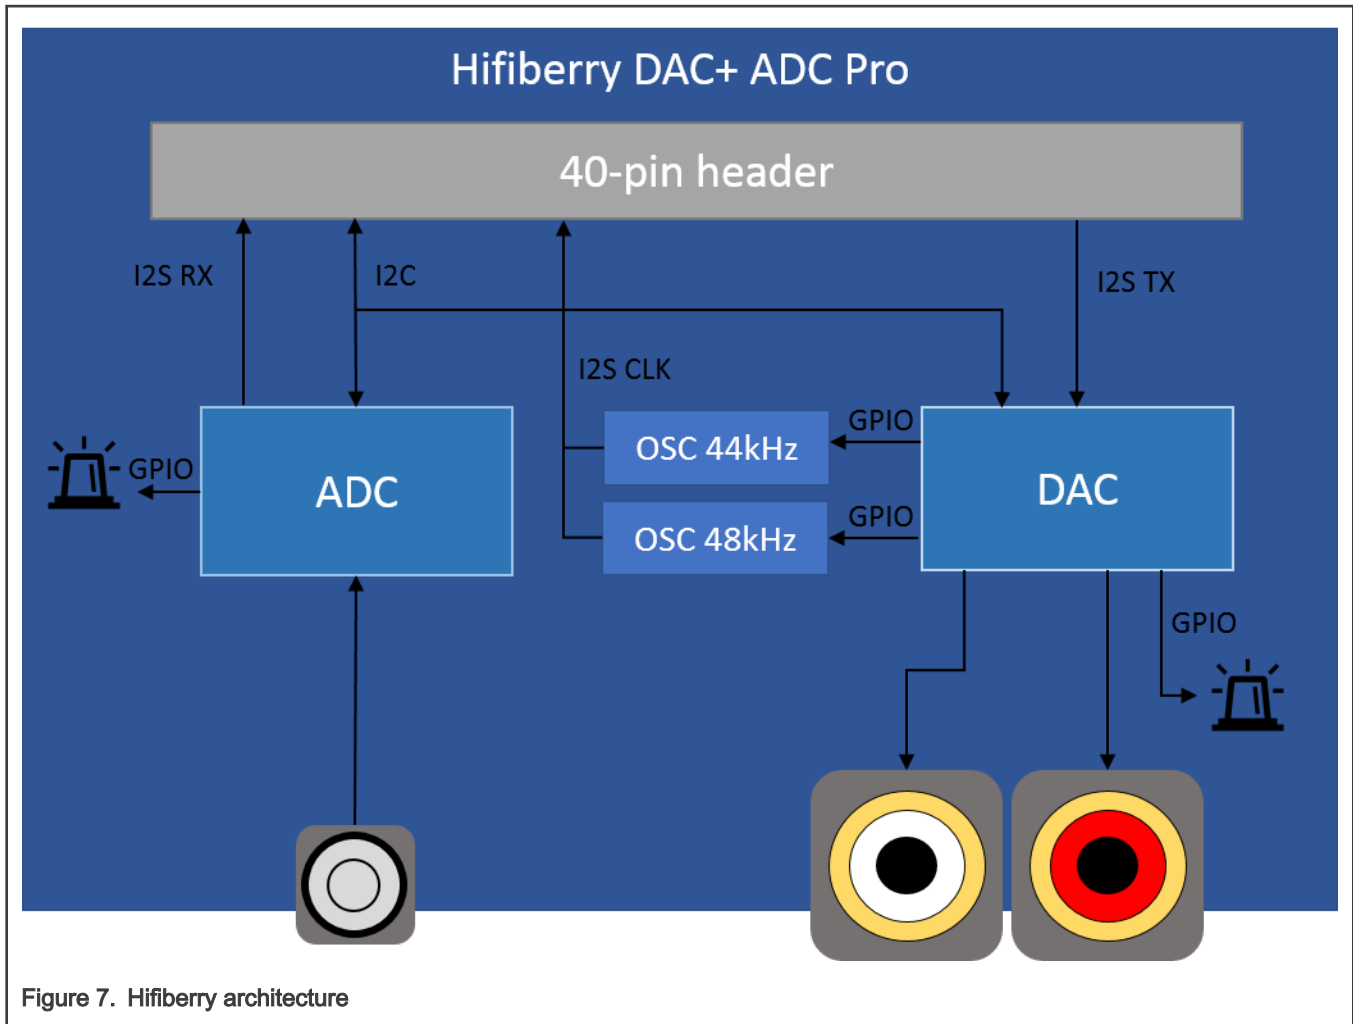 Hifiberry DAC+ ADC Pro
40-pin header
I2S RX
I2C
I2S TX
I2S CLK
GPIO
OSC 44kHz
GPIO
ADC
DAC
GPIO
OSC 48kHz
GPIO
Figure 7. Hifiberry architecture